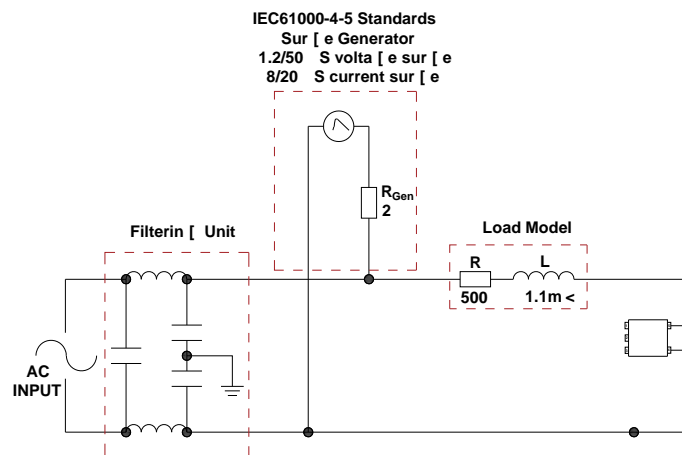 IEC61000-4-5 Standards
Sur [ e Generator
1.2/50 S volta [ e sur [ e
8/20 S current sur [ e
R Gen
2
Filterin [ Unit
Load Model
R
L
500
1.1m <
AC
INPUT